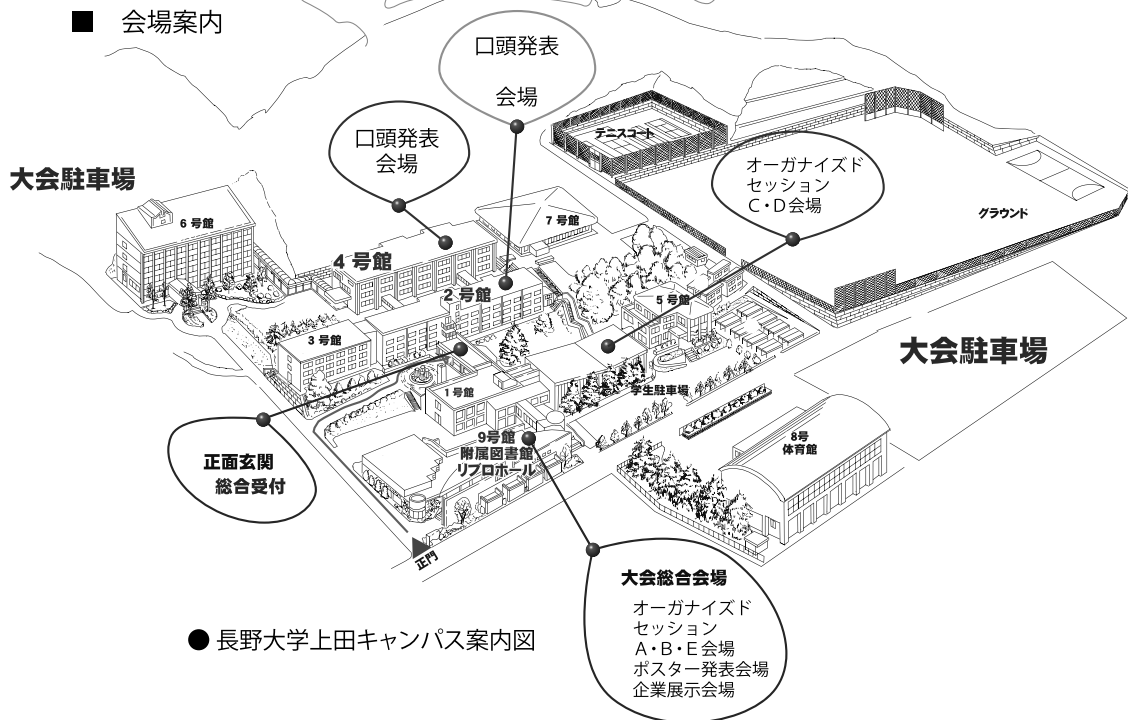 ■ 会場案内
口頭発表
会場
口頭発表
会場
テニスコート
オーガナイズド
セッション
C・D会場
大会駐車場
6 号館
7 号館
グラウンド
4 号館
2 号館
5 号館
3 号館
大会駐車場
1 号館
学生駐車場
8号
体育館
9号館
附属図書館
リブロホール
正面玄関
総合受付
正門
大会総合会場
オーガナイズド
セッション
A・B・E会場
ポスター発表会場
企業展示会場
● 長野大学上田キャンパス案内図